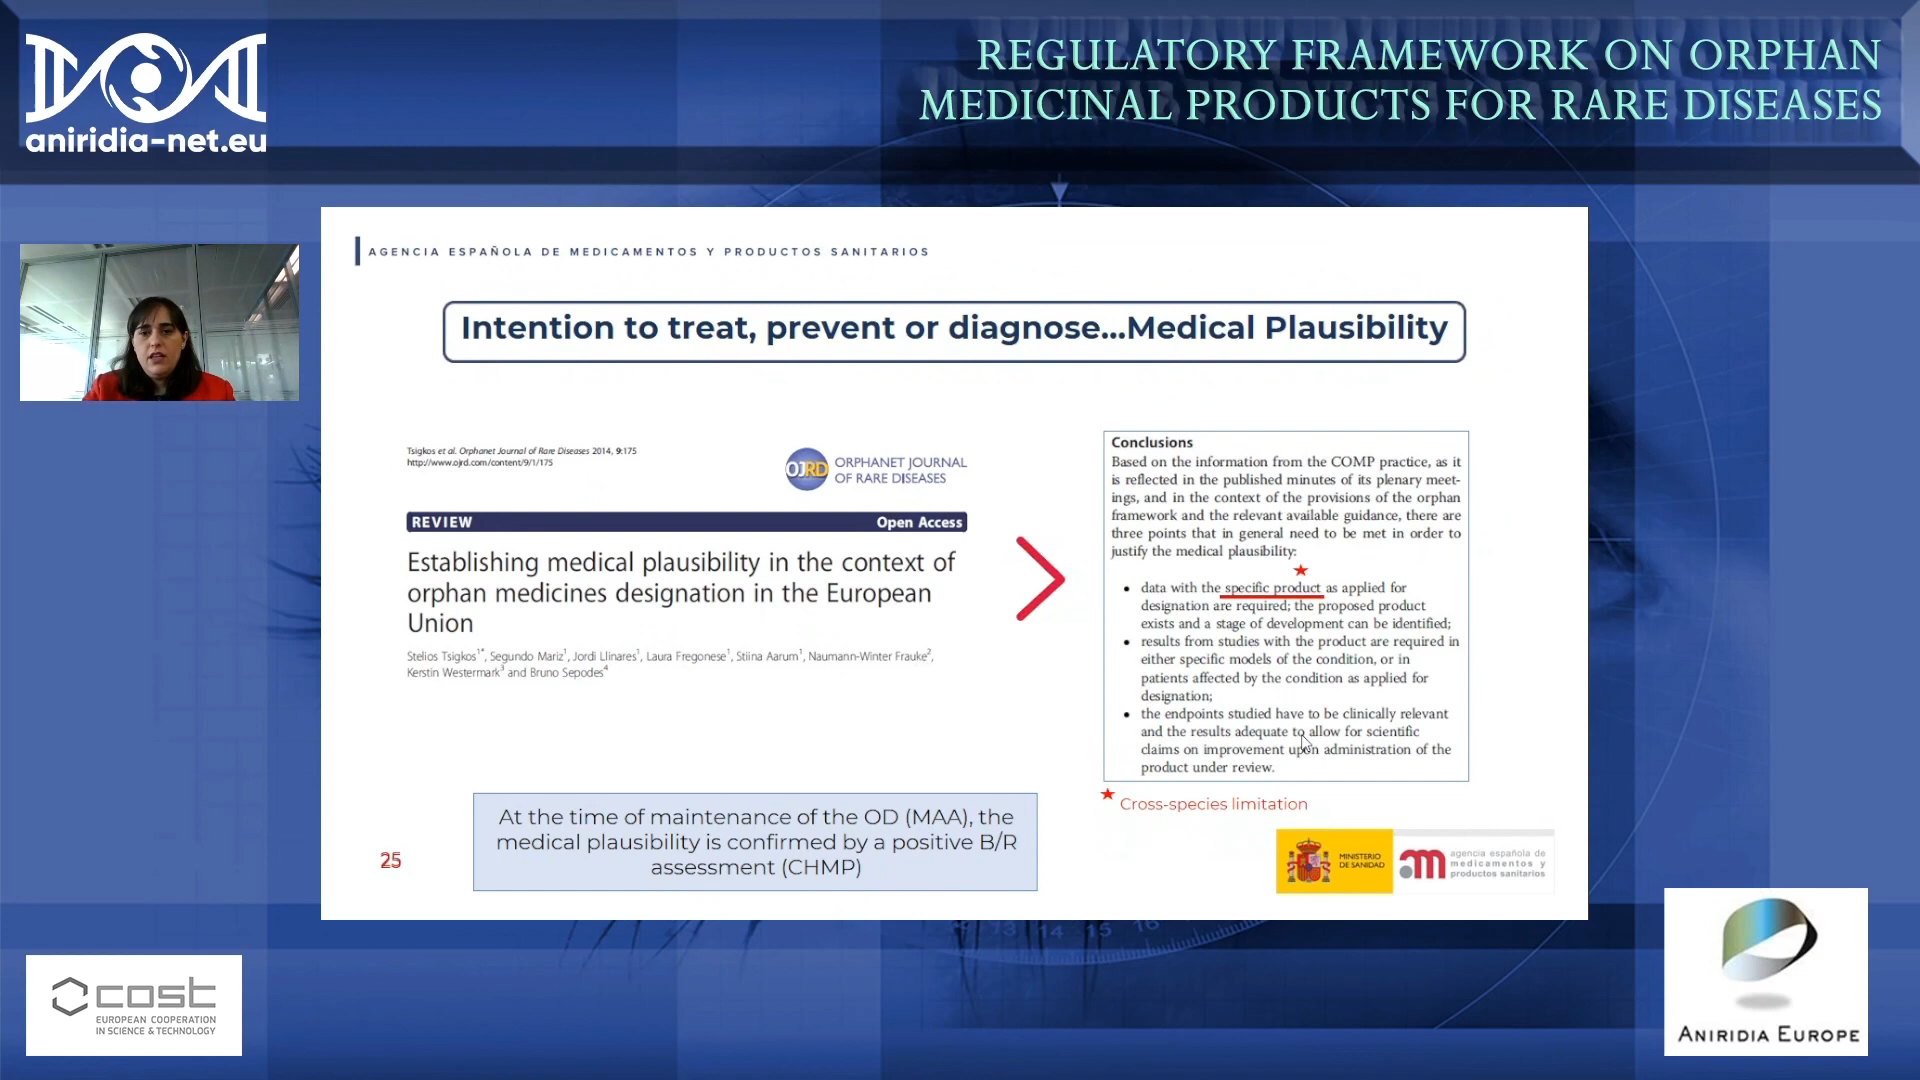 aniridia-net.eu
REGULATORY FRAMEWORK ON ORPHAN
MEDICINAL PRODUCTS FOR RARE DISEASES
AGENCIA ESPAÑOLA DE MEDICAMENTOS Y PRODUCTOS SANITARIOS
Intention to treat, prevent or diagnose...Medical Plausibility
Tsigkos et al. Orphanet Journal of Rare Diseases 2014, 9:175
http://www.ojrd.com/content/9/1/175
OJRD
ORPHANET JOURNAL
OF RARE DISEASES
REVIEW
Open Access
Establishing medical plausibility in the context of
orphan medicines designation in the European
Union
Stelios Tsigkos1*, Segundo Mariz1, Jordi Llinares1, Laura Fregonese1, Stiina Aarum1, Naumann-Winter Frauke2,
Kerstin Westermark3 and Bruno Sepodes4
Conclusions
Based on the information from the COMP practice, as it
is reflected in the published minutes of its plenary meet-
ings, and in the context of the provisions of the orphan
framework and the relevant available guidance, there are
three points that in general need to be met in order to
justify the medical plausibility:
• data with the specific product as applied for
designation are required; the proposed product
exists and a stage of development can be identified;
• results from studies with the product are required in
either specific models of the condition, or in
patients affected by the condition as applied for
designation;
• the endpoints studied have to be clinically relevant
and the results adequate to allow for scientific
claims on improvement upon administration of the
product under review.
Cross-species limitation
At the time of maintenance of the OD (MAA), the
medical plausibility is confirmed by a positive B/R
assessment (CHMP)
25
MINISTERIO
DE SANIDAD
am
agencia española de
medicamentos y
productos sanitarios
13 14 15 16
cost
EUROPEAN COOPERATION
IN SCIENCE & TECHNOLOGY
ANIRIDIA EUROPE